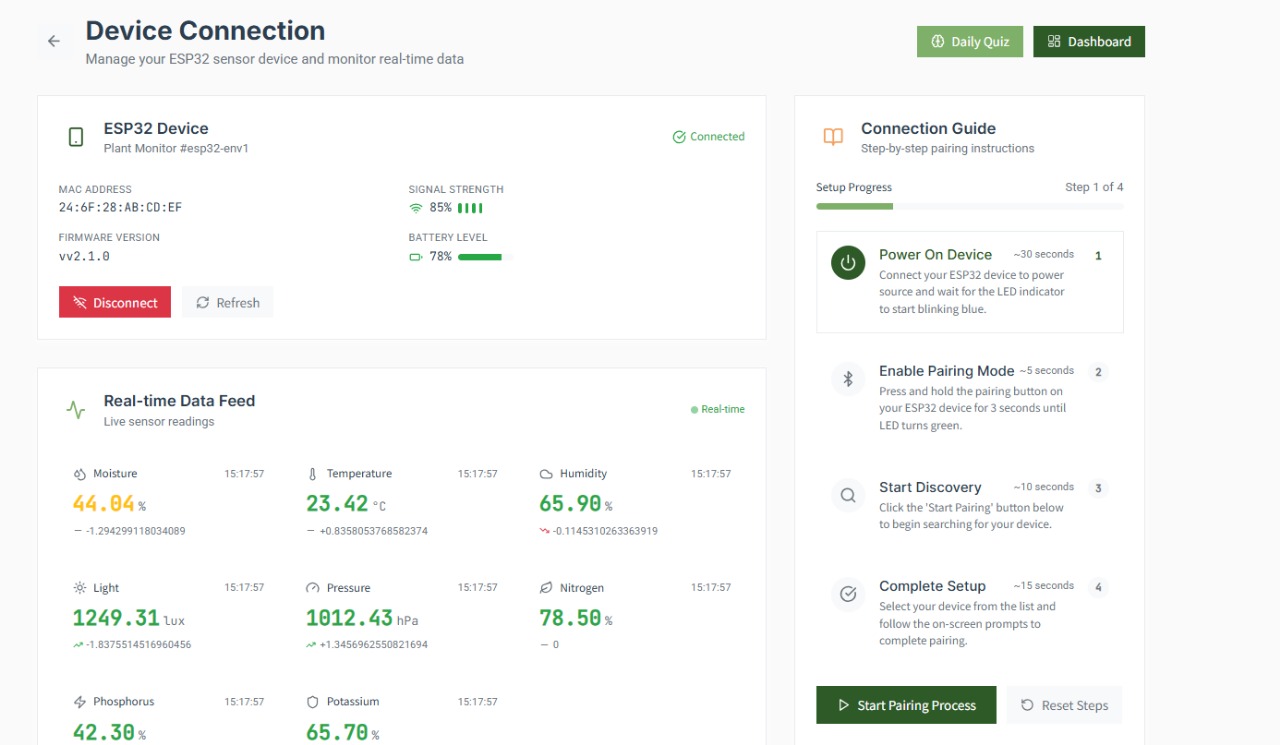 Device Connection
Manage your ESP32 sensor device and monitor real-time data
Daily Quiz
Dashboard
ESP32 Device
Plant Monitor #esp32-env1
Connected
MAC ADDRESS
24:6F:28:AB:CD:EF
SIGNAL STRENGTH
85%
FIRMWARE VERSION
vv2.1.0
BATTERY LEVEL
78%
Disconnect
Refresh
Real-time Data Feed
Live sensor readings
Real-time
Moisture 15:17:57
44.04 %
-1.294299118034089
Temperature 15:17:57
23.42 °C
+0.8358053768582374
Humidity 15:17:57
65.90 %
-0.1145310263363919
Light 15:17:57
1249.31 lux
-1.8375514516960456
Pressure 15:17:57
1012.43 hPa
+1.3456962550821694
Nitrogen 15:17:57
78.50 %
0
Phosphorus 15:17:57
42.30 %
Potassium 15:17:57
65.70 %
Connection Guide
Step-by-step pairing instructions
Setup Progress
Step 1 of 4
Power On Device ~30 seconds 1
Connect your ESP32 device to power
source and wait for the LED indicator
to start blinking blue.
Enable Pairing Mode ~5 seconds 2
Press and hold the pairing button on
your ESP32 device for 3 seconds until
LED turns green.
Start Discovery ~10 seconds 3
Click the 'Start Pairing' button below
to begin searching for your device.
Complete Setup ~15 seconds 4
Select your device from the list and
follow the on-screen prompts to
complete pairing.
Start Pairing Process
Reset Steps